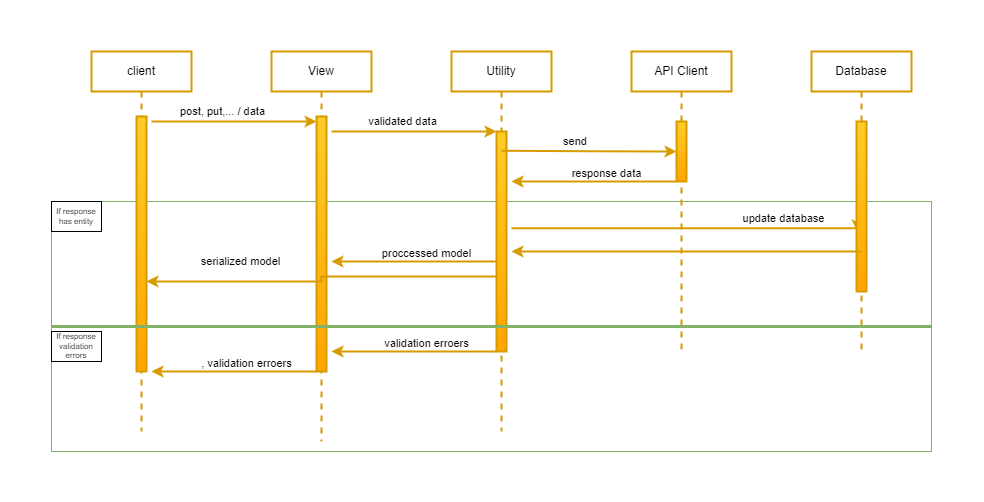 client
View
Utility
API Client
Database
post, put,... / data
validated data
send
response data
If response
has entity
update database
proccessed model
serialized model
If response
validation
errors
validation erroers
, validation erroers